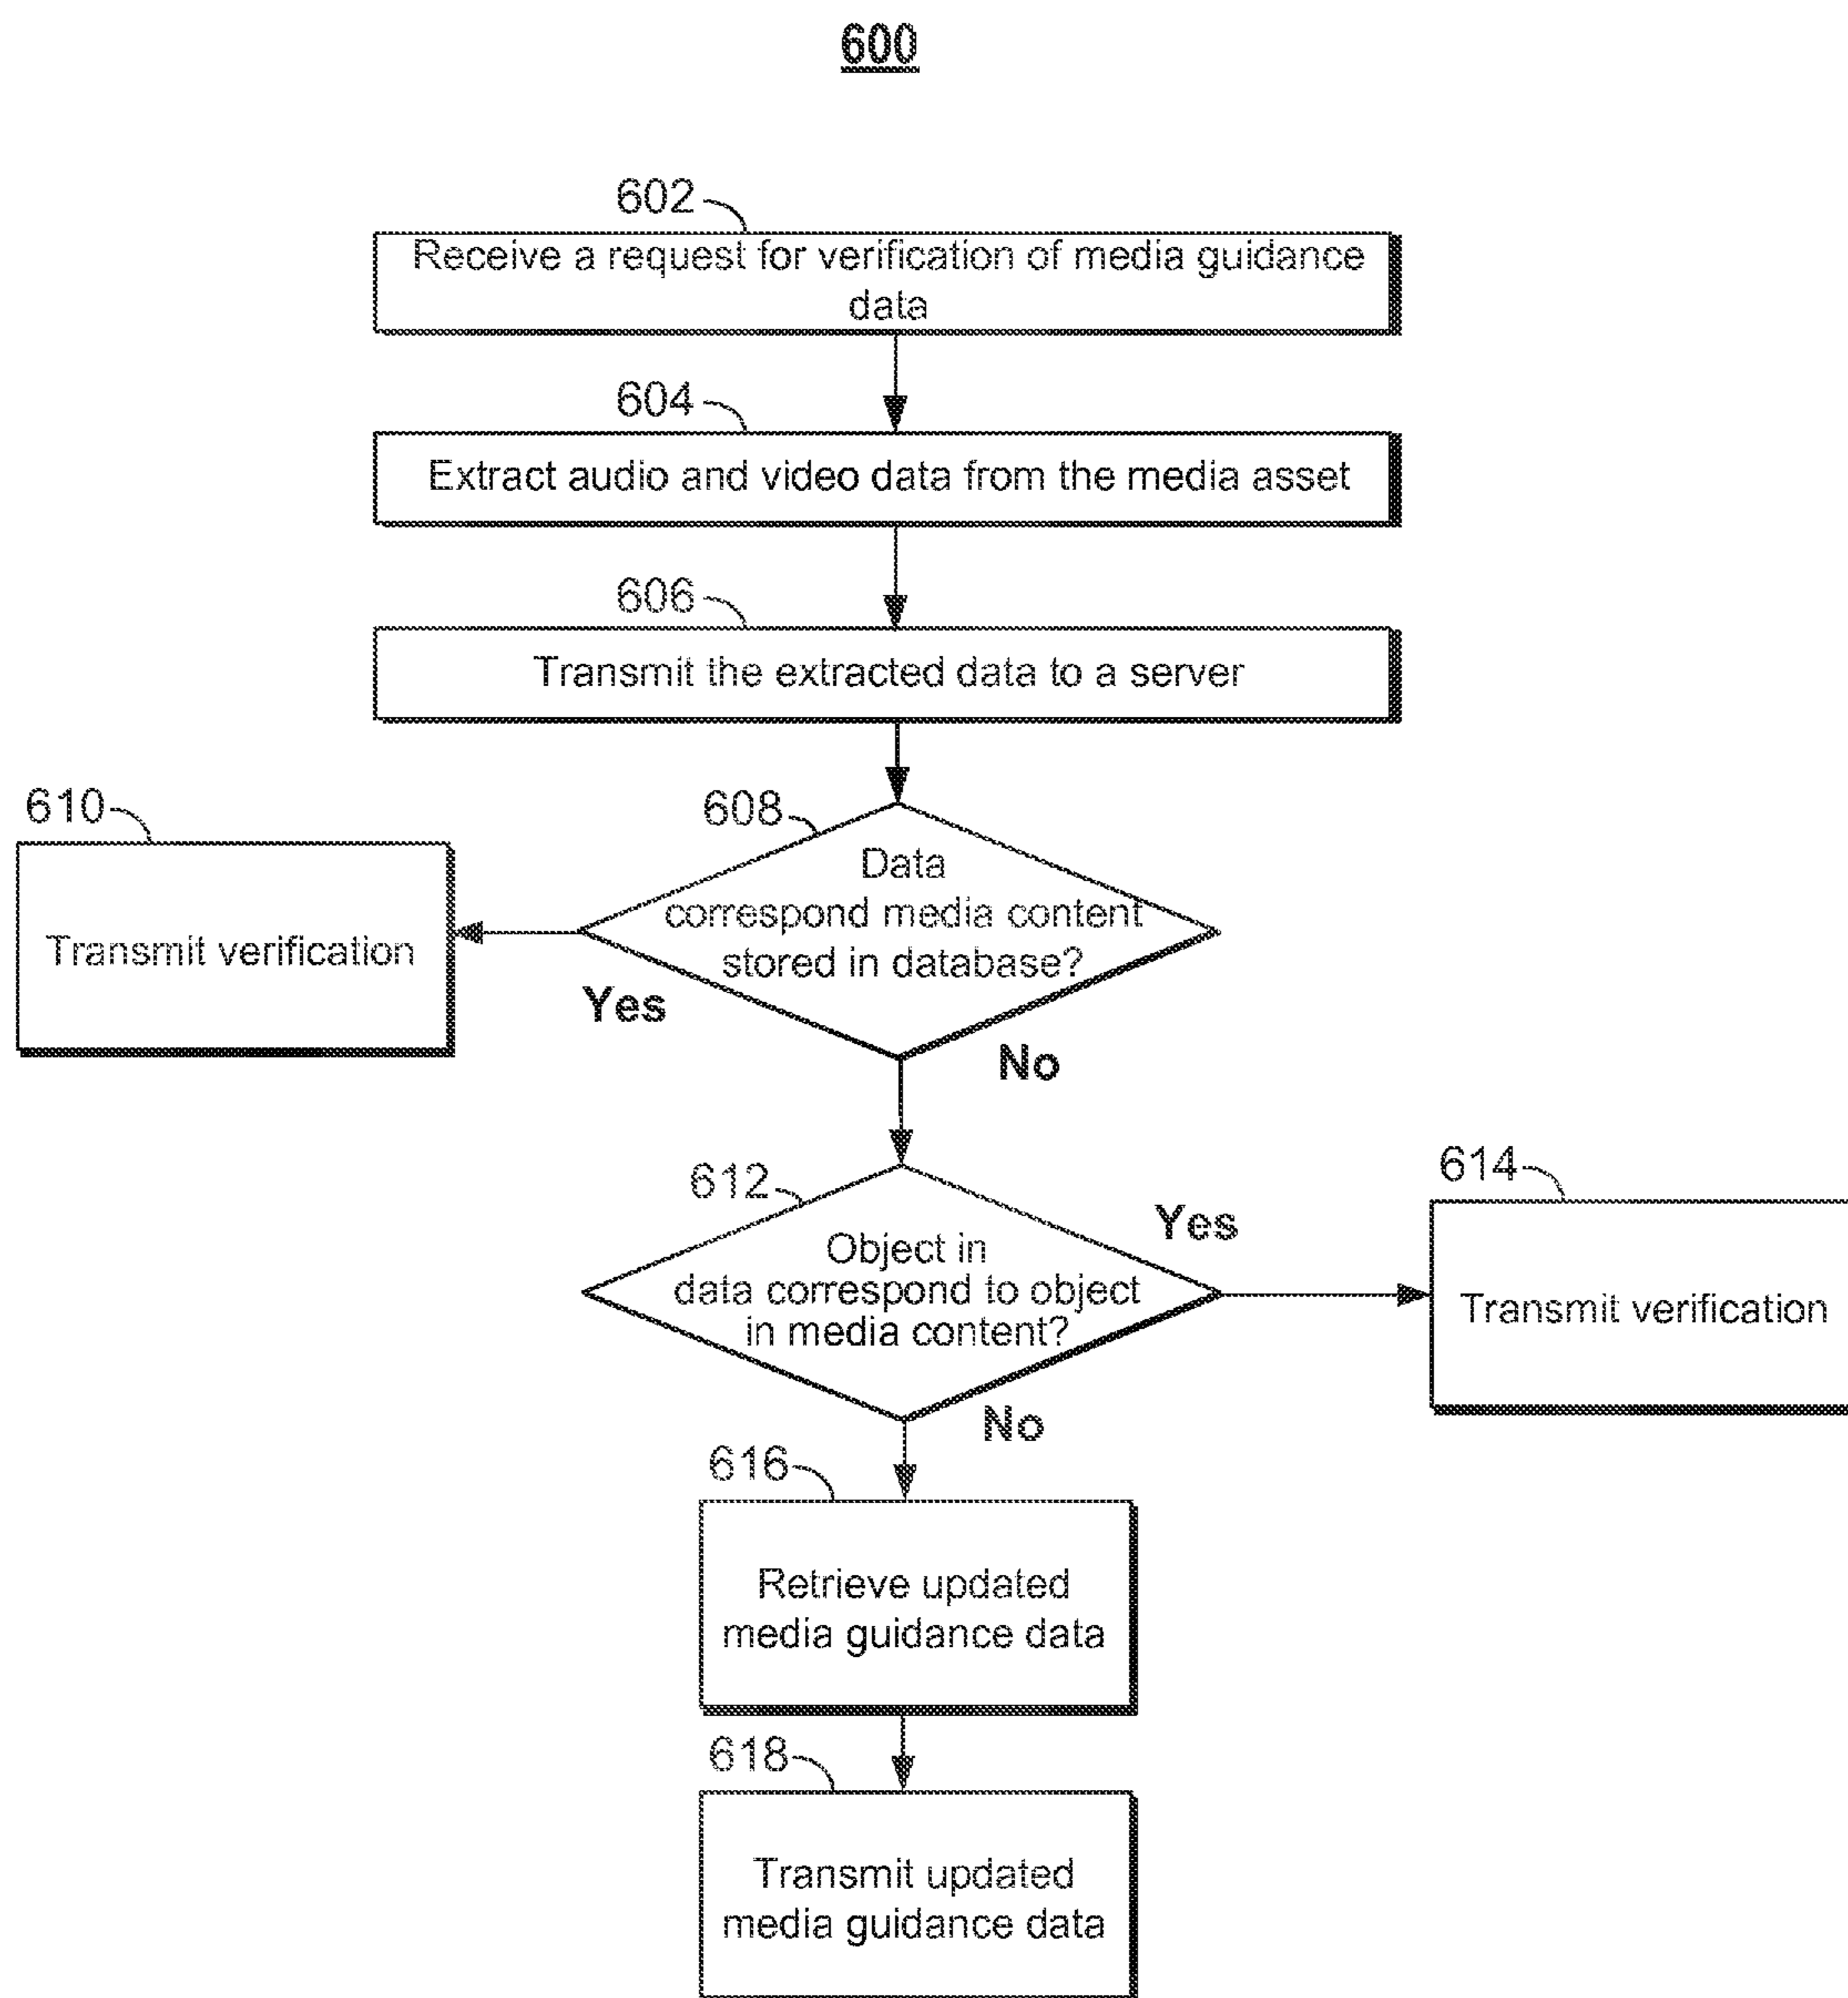 600
602
Receive a request for verification of media guidance
data
604
Extract audio and video data from the media asset
606
Transmit the extracted data to a server
608
Data
correspond media content
stored in database?
610
Transmit verification
Yes
No
612
Object in
data correspond to object
in media content?
Yes
614
Transmit verification
No
616
Retrieve updated
media guidance data
618
Transmit updated
media guidance data